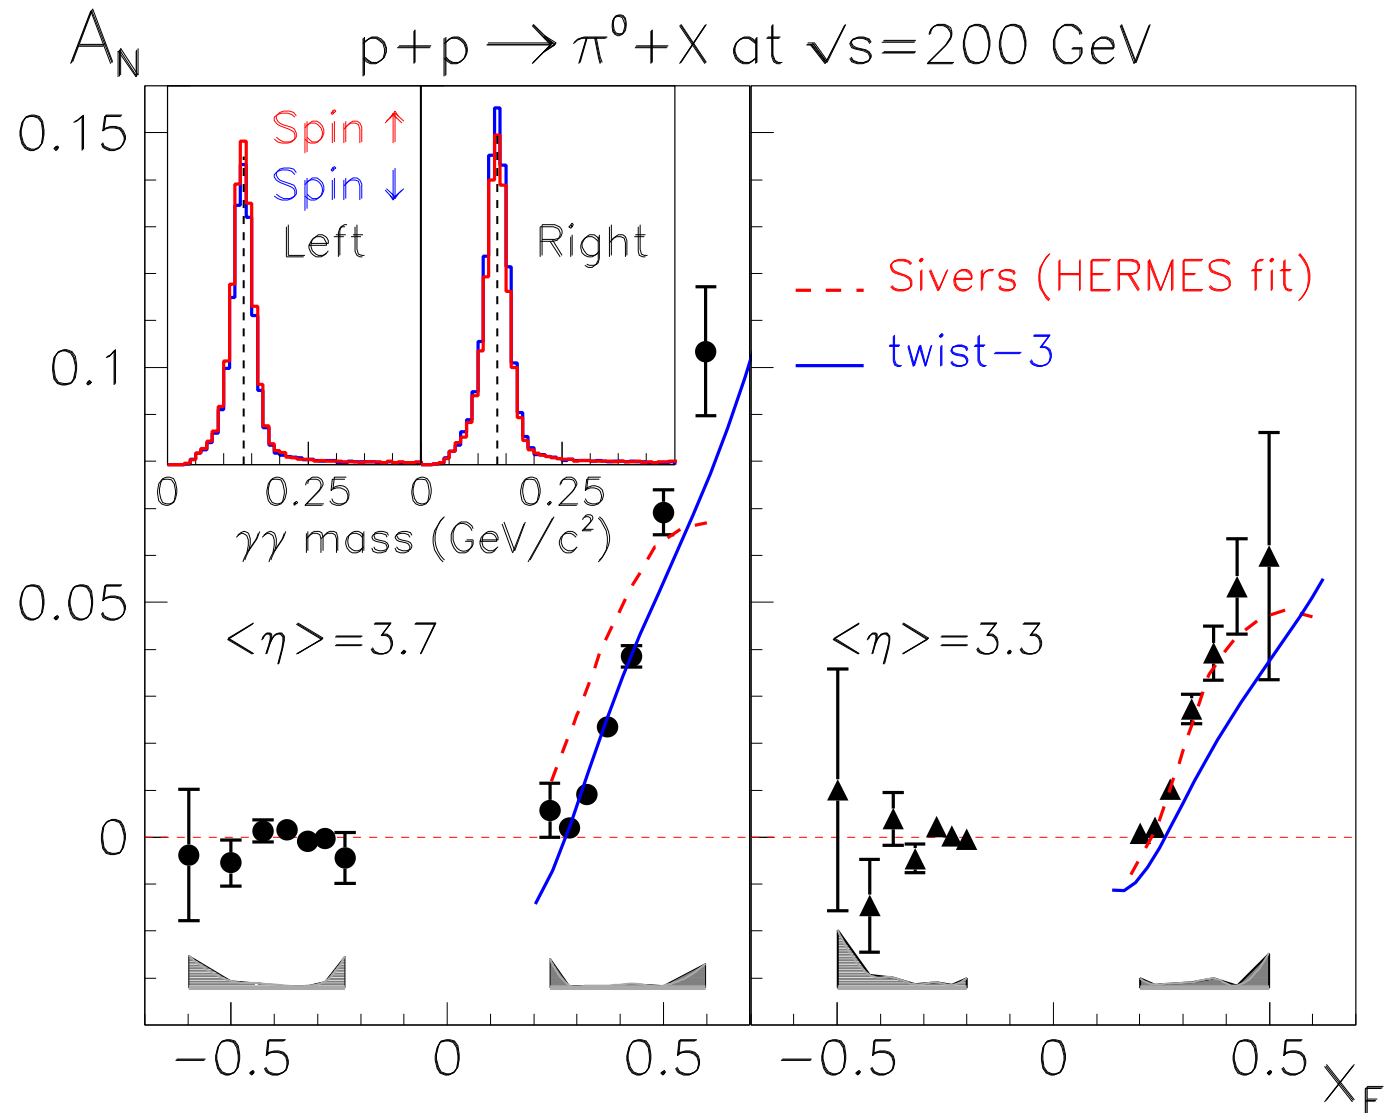 A_N
p+p → π⁰+X at √s=200 GeV
0.15
0.1
0.05
0
Spin ↑
Spin ↓
Left
Right
0 0.25 0 0.25
γγ mass (GeV/c²)
<η>=3.7
Sivers (HERMES fit)
twist-3
<η>=3.3
-0.5 0 0.5 -0.5 0 0.5
x_F